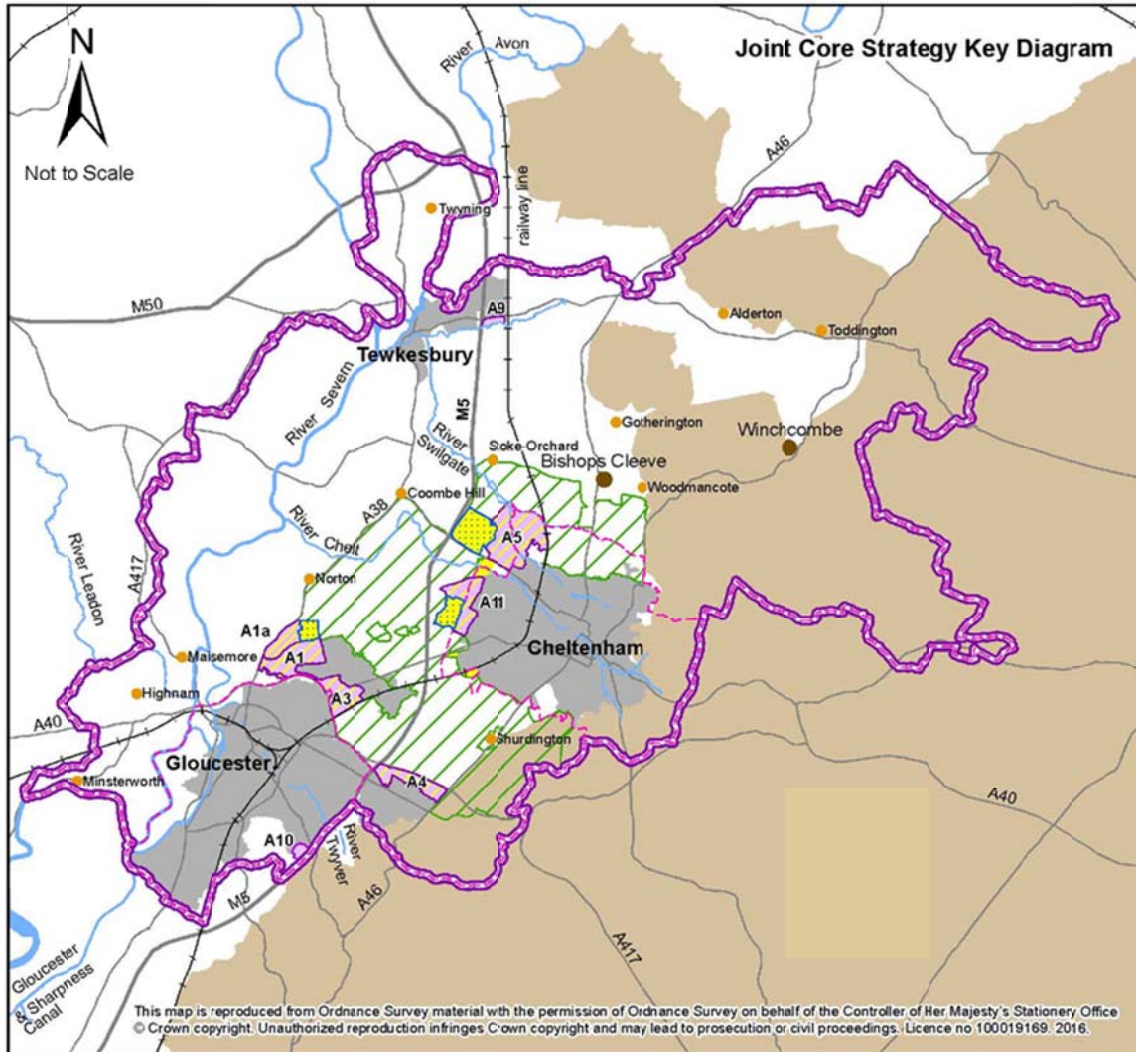 Joint Core Strategy Key Diagram
N
Not to Scale
River
Avon
A46
Twyning
railway line
M50
A9
Alderton
Toddington
Tewkesbury
River Severn
M5
Gotherington
Winchcombe
River
Swilgate
Soke Orchard
Bishops Cleeve
Woodmancote
Coombe Hill
A38
River Chelt
A5
River Leadon
A417
Norton
A11
A1a
A1
Cheltenham
Maisemore
Highnam
A3
A40
Shurdington
Gloucester
Minsterworth
A4
A40
A10
River
Twyver
M5
A46
A417
Gloucester
& Sharpness
Canal
This map is reproduced from Ordnance Survey material with the permission of Ordnance Survey on behalf of the Controller of Her Majesty's Stationery Office
© Crown copyright. Unauthorized reproduction infringes Crown copyright and may lead to prosecution or civil proceedings. Licence no 100019169. 2016.